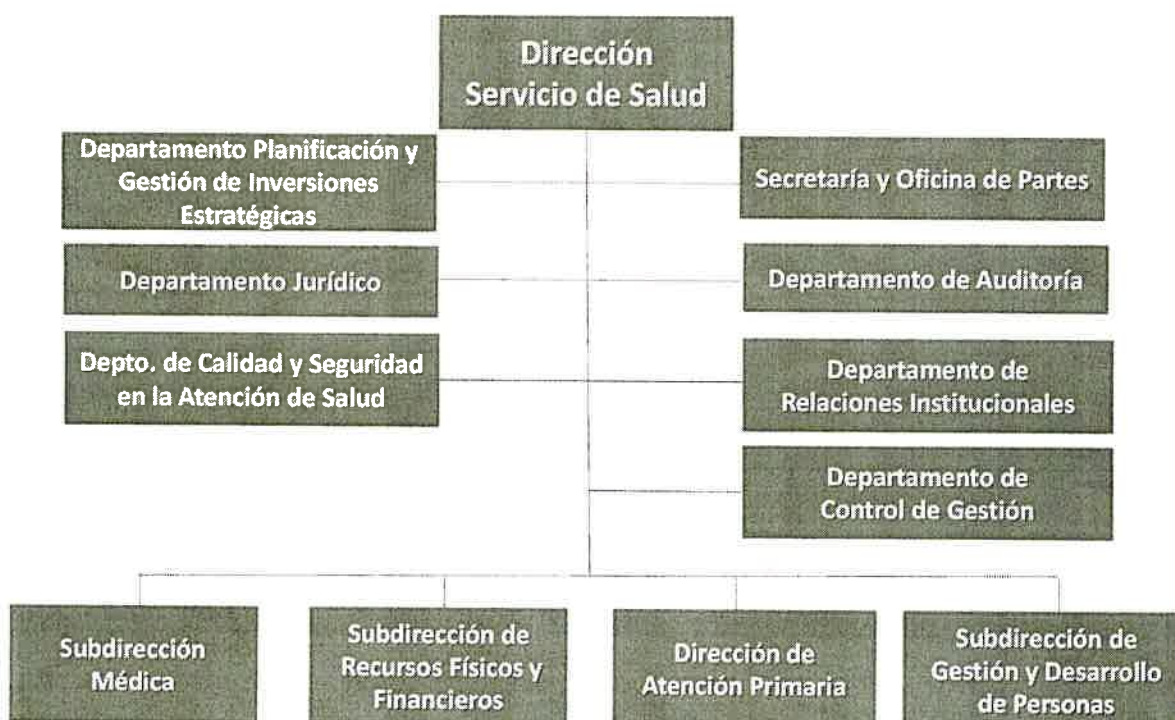 Dirección
Servicio de Salud
Departamento Planificación y
Gestión de Inversiones
Estratégicas
Secretaría y Oficina de Partes
Departamento Jurídico
Departamento de Auditoría
Depto. de Calidad y Seguridad
en la Atención de Salud
Departamento de
Relaciones Institucionales
Departamento de
Control de Gestión
Subdirección
Médica
Subdirección de
Recursos Físicos y
Financieros
Dirección de
Atención Primaria
Subdirección de
Gestión y Desarrollo
de Personas